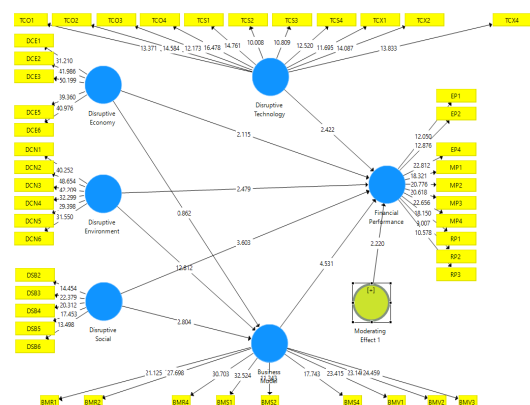 TCO1
TCO2
TCO3
TCO4
TCS1
TCS2
TCS3
TCS4
TCX1
TCX2
TCX4
13.371
14.584
12.173
16.478
14.761
10.008
10.809
12.520
11.695
14.087
13.833
DCE1
DCE2
DCE3
DCE5
DCE6
31.210
41.986
50.199
39.360
40.976
Disruptive
Economy
Disruptive
Technology
2.115
2.422
EP1
EP2
EP4
MP1
MP2
MP3
MP4
RP1
RP2
RP3
12.050
12.876
22.812
18.321
20.776
20.618
22.656
18.150
10.578
Financial
Performance
DCN1
DCN2
DCN3
DCN4
DCN5
DCN6
40.252
48.654
42.209
32.299
29.398
31.550
Disruptive
Environment
2.479
0.862
3.603
12.812
4.531
2.220
DSB2
DSB3
DSB4
DSB5
DSB6
14.454
22.379
20.312
17.453
13.498
Disruptive
Social
2.804
[+]
Moderating
Effect 1
Business
Model
21.125
27.698
30.703
32.524
17.743
23.415
24.459
BMR1
BMR2
BMR4
BMS1
BMS2
BMS4
BMV1
BMV2
BMV3